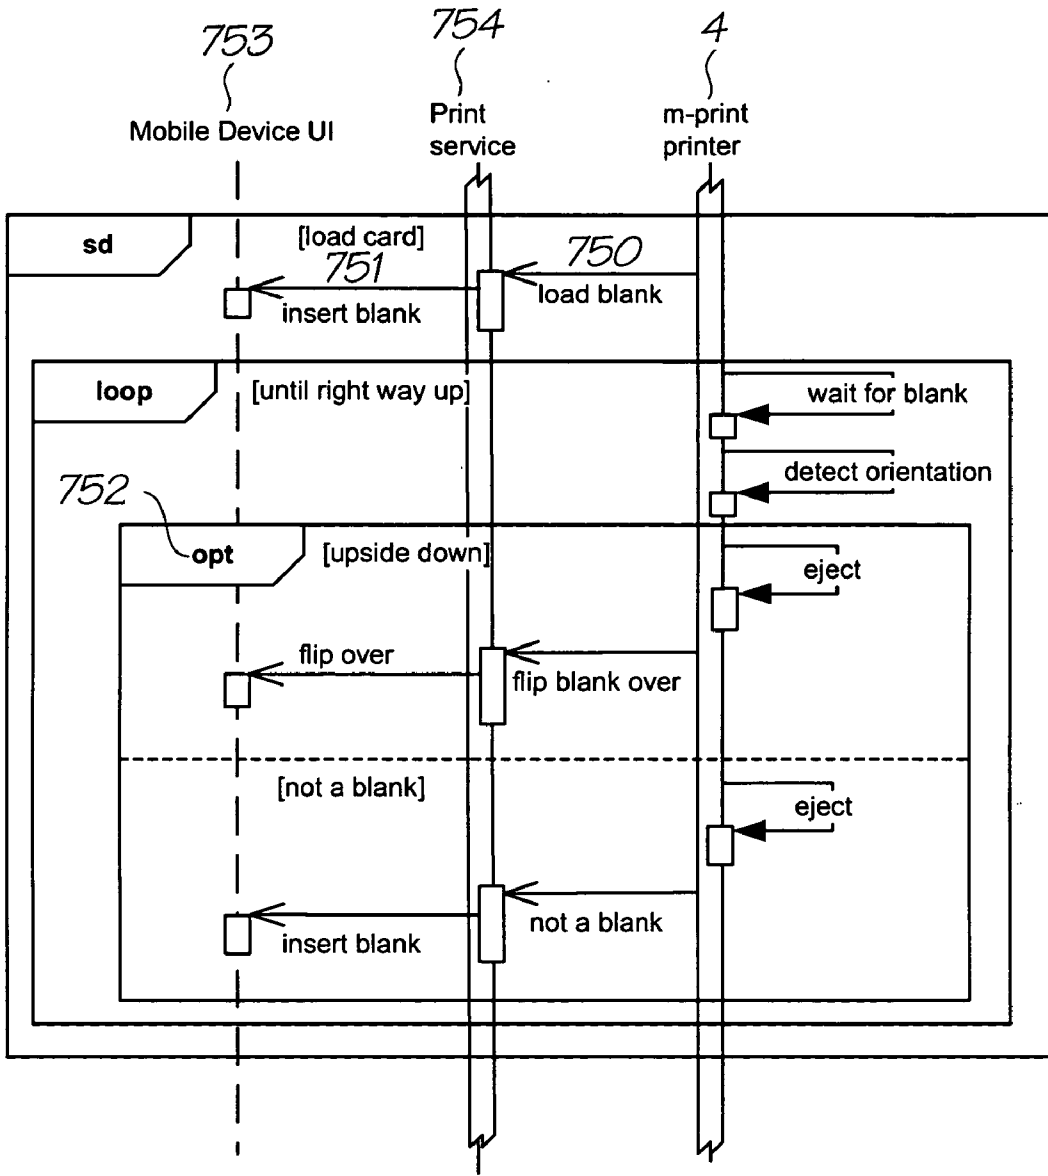 753
754
4
Mobile Device UI
Print
service
m-print
printer
sd
[load card]
751
750
insert blank
load blank
loop
[until right way up]
wait for blank
detect orientation
752
opt
[upside down]
eject
flip over
flip blank over
[not a blank]
eject
not a blank
insert blank